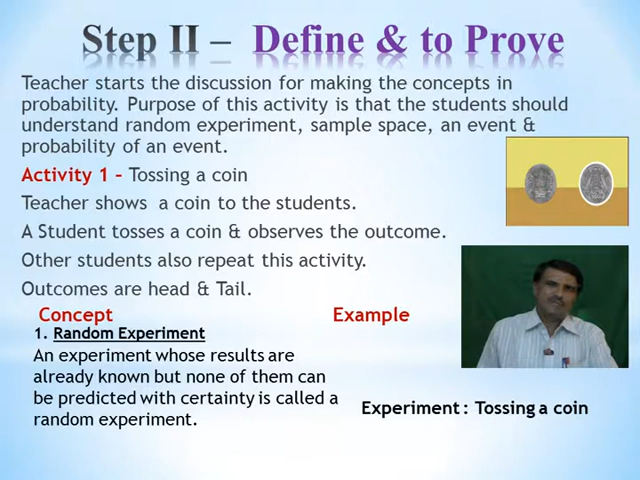 Step II – Define & to Prove
Teacher starts the discussion for making the concepts in
probability. Purpose of this activity is that the students should
understand random experiment, sample space, an event &
probability of an event.
Activity 1 – Tossing a coin
Teacher shows a coin to the students.
A Student tosses a coin & observes the outcome.
Other students also repeat this activity.
Outcomes are head & Tail.
Concept Example
1. Random Experiment
An experiment whose results are
already known but none of them can
be predicted with certainty is called a
random experiment.
Experiment : Tossing a coin